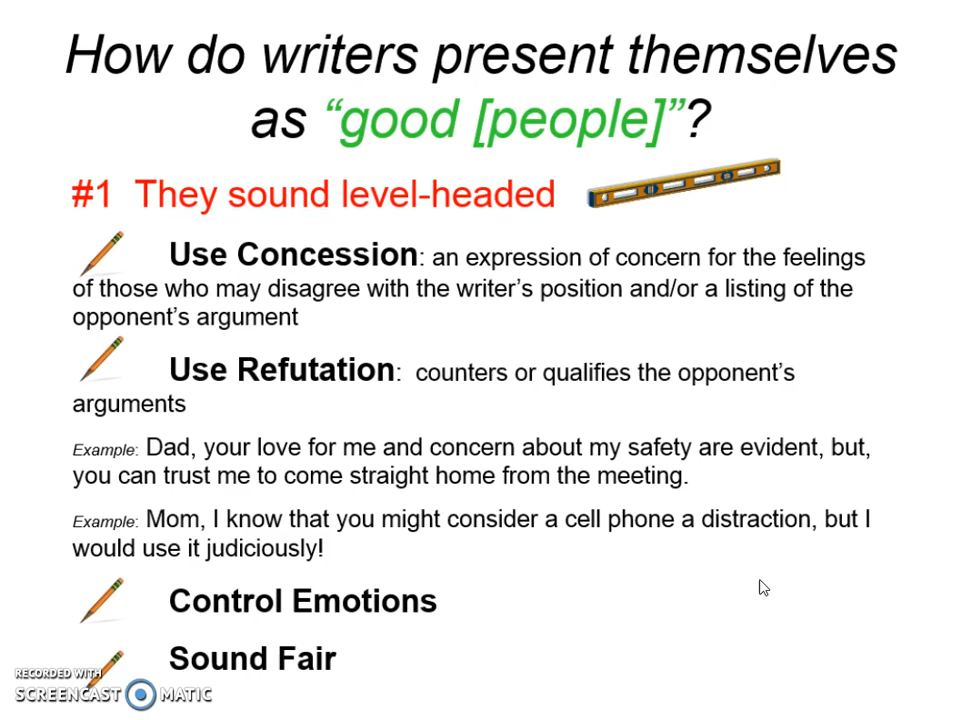 How do writers present themselves
as “good [people]”?
#1 They sound level-headed
Use Concession: an expression of concern for the feelings
of those who may disagree with the writer’s position and/or a listing of the
opponent’s argument
Use Refutation: counters or qualifies the opponent’s
arguments
Example: Dad, your love for me and concern about my safety are evident, but,
you can trust me to come straight home from the meeting.
Example: Mom, I know that you might consider a cell phone a distraction, but I
would use it judiciously!
Control Emotions
Sound Fair
RECORDED WITH
SCREENCAST MATIC